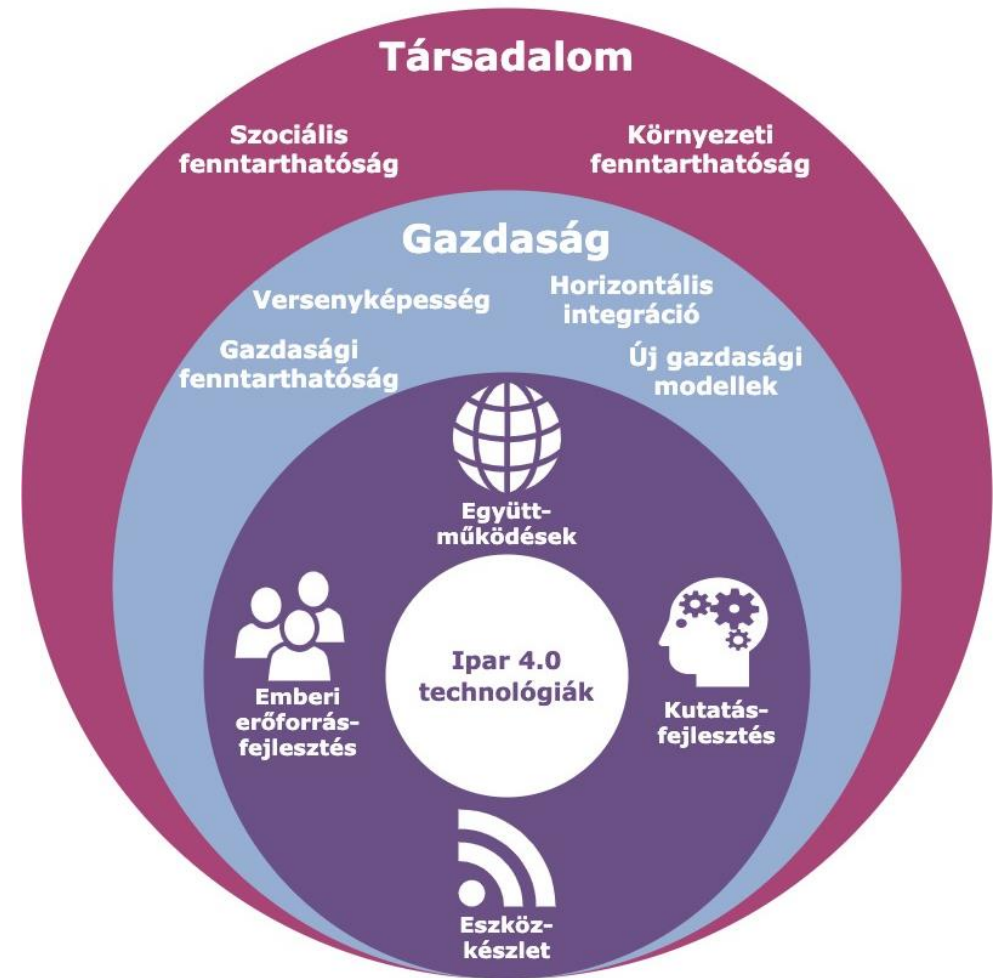 Társadalom
Szociális
fenntarthatóság
Környezeti
fenntarthatóság
Gazdaság
Versenyképesség
Horizontális
integráció
Gazdasági
fenntarthatóság
Új gazdasági
modellek
Együtt-
működések
Emberi
erőforrás-
fejlesztés
Ipar 4.0
technológiák
Kutatás-
fejlesztés
Eszköz-
készlet